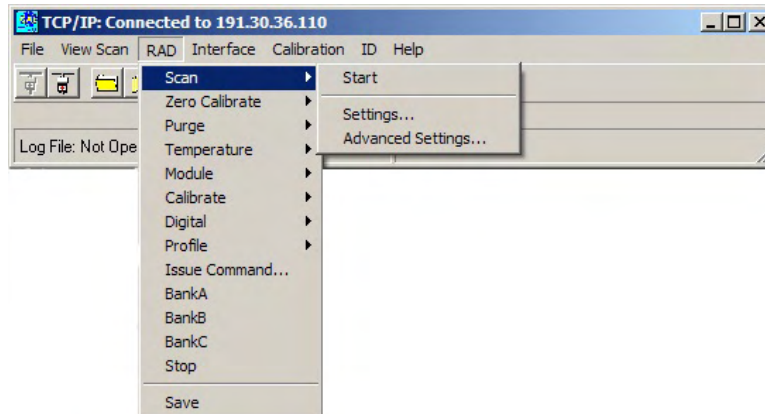 TCP/IP: Connected to 191.30.36.110
File View Scan RAD Interface Calibration ID Help
Scan
Start
Zero Calibrate
Settings...
Purge
Advanced Settings...
Log File: Not Ope
Temperature
Module
Calibrate
Digital
Profile
Issue Command...
BankA
BankB
BankC
Stop
Save